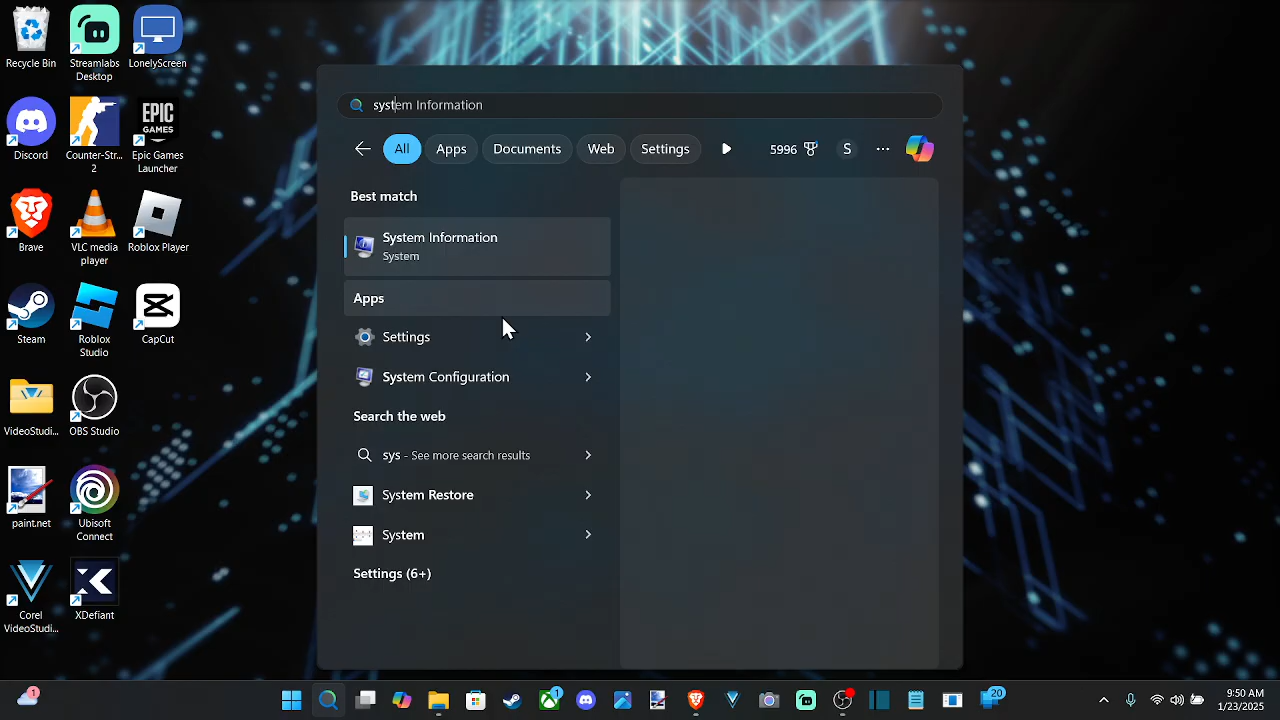 Recycle Bin
Streamlabs
Desktop
LonelyScreen
Discord
Counter-Str...
2
EPIC
GAMES
Epic Games
Launcher
Brave
VLC media
player
Roblox Player
Steam
Roblox
Studio
CapCut
VideoStudi...
OBS Studio
paint.net
Ubisoft
Connect
Corel
VideoStudi...
XDefiant
system Information
All
Apps
Documents
Web
Settings
5996
S
Best match
System Information
System
Apps
Settings
System Configuration
Search the web
sys - See more search results
System Restore
System
Settings (6+)
1
1
20
9:50 AM
1/23/2025